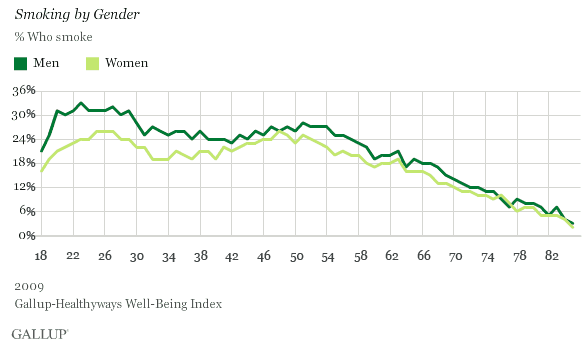 Smoking by Gender
% Who smoke
Men Women
36%
30%
24%
18%
12%
6%
0%
18 22 26 30 34 38 42 46 50 54 58 62 66 70 74 78 82
2009
Gallup-Healthyways Well-Being Index
GALLUP®